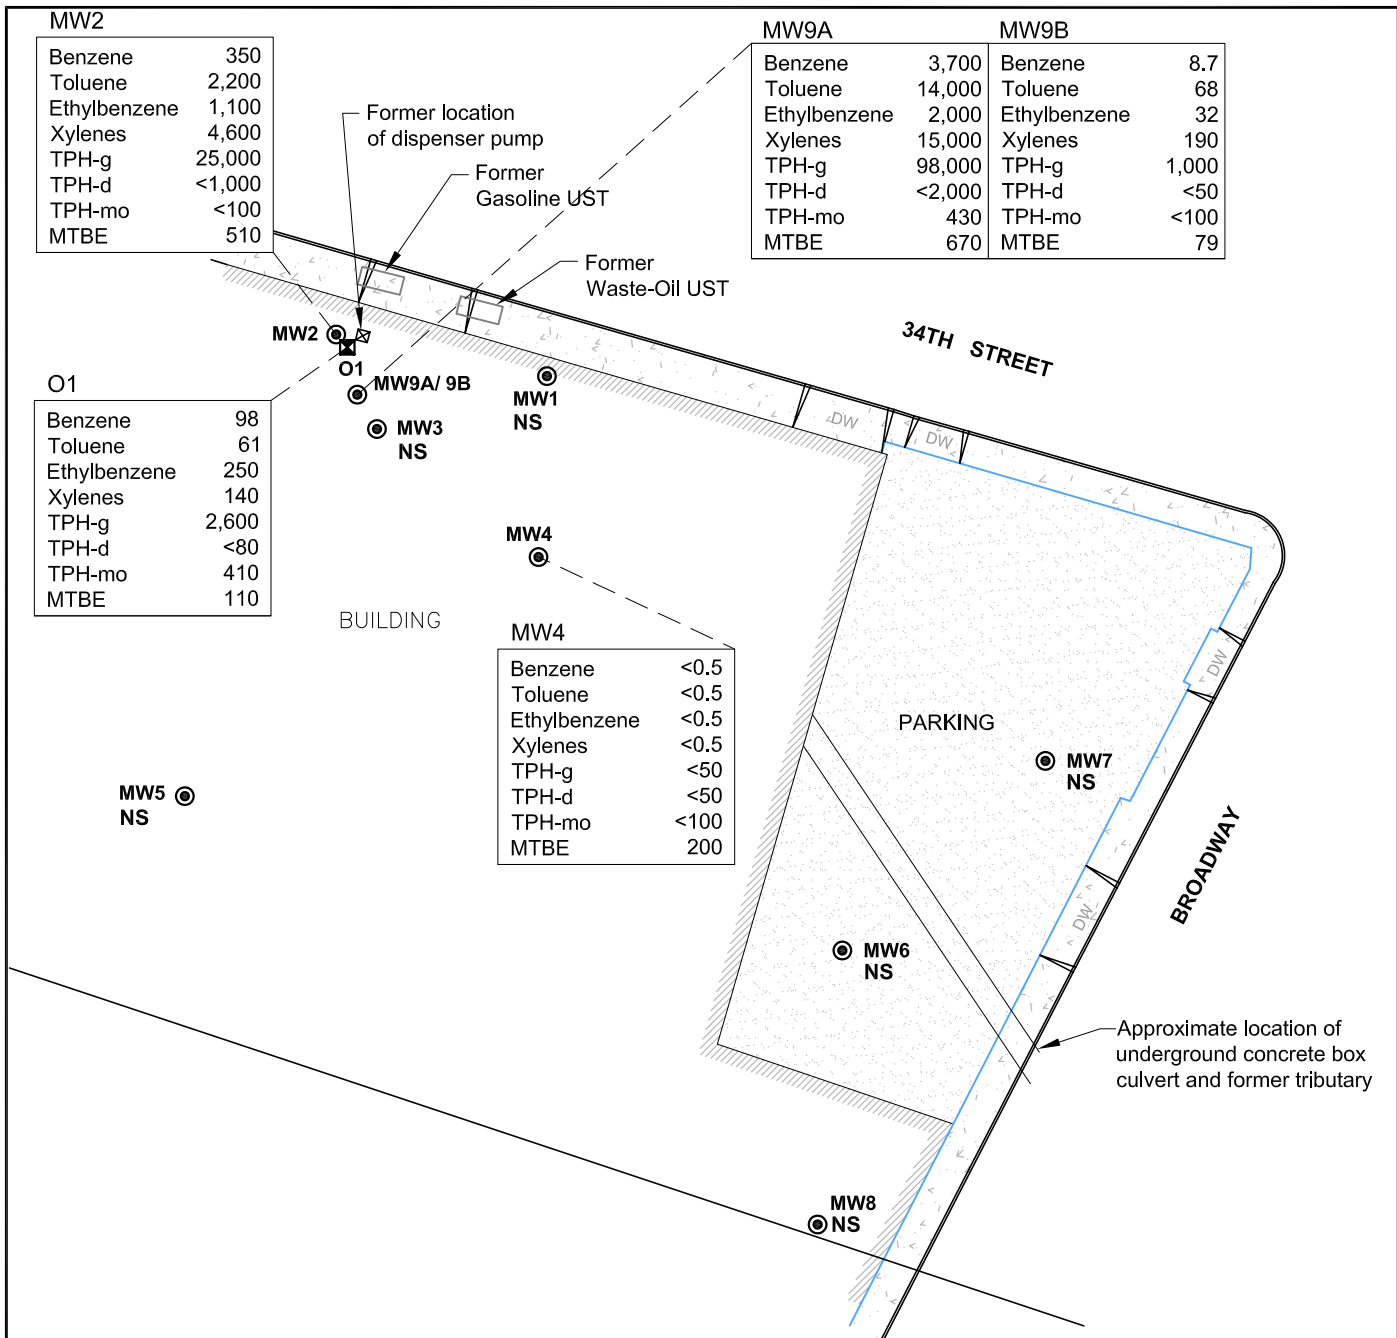 MW2
Benzene 350
Toluene 2,200
Ethylbenzene 1,100
Xylenes 4,600
TPH-g 25,000
TPH-d <1,000
TPH-mo <100
MTBE 510
MW9A
Benzene 3,700
Toluene 14,000
Ethylbenzene 2,000
Xylenes 15,000
TPH-g 98,000
TPH-d <2,000
TPH-mo 430
MTBE 670
MW9B
Benzene 8.7
Toluene 68
Ethylbenzene 32
Xylenes 190
TPH-g 1,000
TPH-d <50
TPH-mo <100
MTBE 79
Former location
of dispenser pump
Former
Gasoline UST
Former
Waste-Oil UST
34TH STREET
MW2
O1
MW9A/ 9B
MW1
NS
MW3
NS
DW
DW
O1
Benzene 98
Toluene 61
Ethylbenzene 250
Xylenes 140
TPH-g 2,600
TPH-d <80
TPH-mo 410
MTBE 110
MW4
BUILDING
MW4
Benzene <0.5
Toluene <0.5
Ethylbenzene <0.5
Xylenes <0.5
TPH-g <50
TPH-d <50
TPH-mo <100
MTBE 200
DW
PARKING
MW7
NS
MW5
NS
BROADWAY
DW
MW6
NS
Approximate location of
underground concrete box
culvert and former tributary
MW8
NS